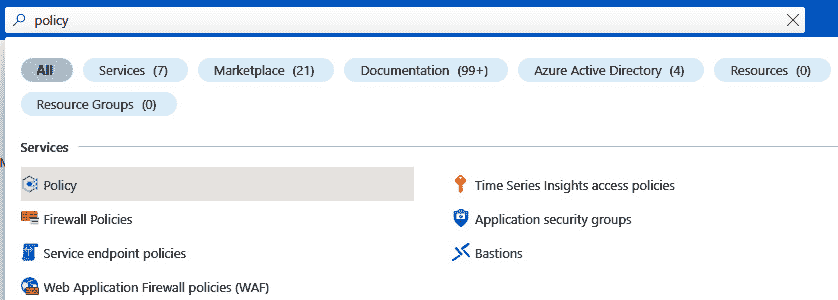 policy
All Services (7) Marketplace (21) Documentation (99+) Azure Active Directory (4) Resources (0)
Resource Groups (0)
Services
Policy
Firewall Policies
Service endpoint policies
Web Application Firewall policies (WAF)
Time Series Insights access policies
Application security groups
Bastions